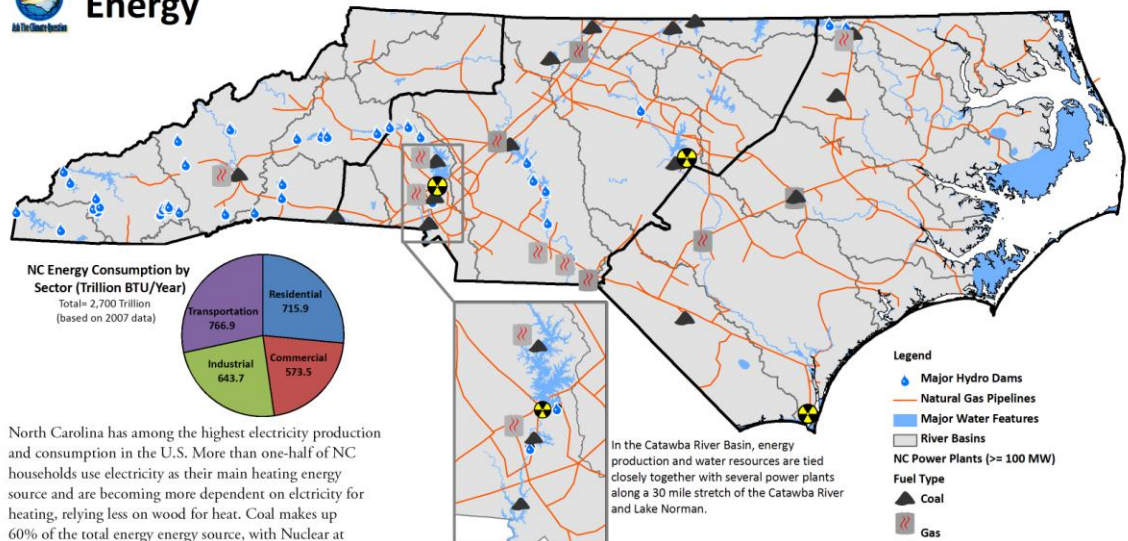 Energy
Ask The Climate Question
NC Energy Consumption by
Sector (Trillion BTU/Year)
Total= 2,700 Trillion
(based on 2007 data)
Transportation
766.9
Residential
715.9
Industrial
643.7
Commercial
573.5
North Carolina has among the highest electricity production
and consumption in the U.S. More than one-half of NC
households use electricity as their main heating energy
source and are becoming more dependent on elctricity for
heating, relying less on wood for heat. Coal makes up
60% of the total energy energy source, with Nuclear at
In the Catawba River Basin, energy
production and water resources are tied
closely together with several power plants
along a 30 mile stretch of the Catawba River
and Lake Norman.
Legend
Major Hydro Dams
Natural Gas Pipelines
Major Water Features
River Basins
NC Power Plants (>= 100 MW)
Fuel Type
Coal
Gas